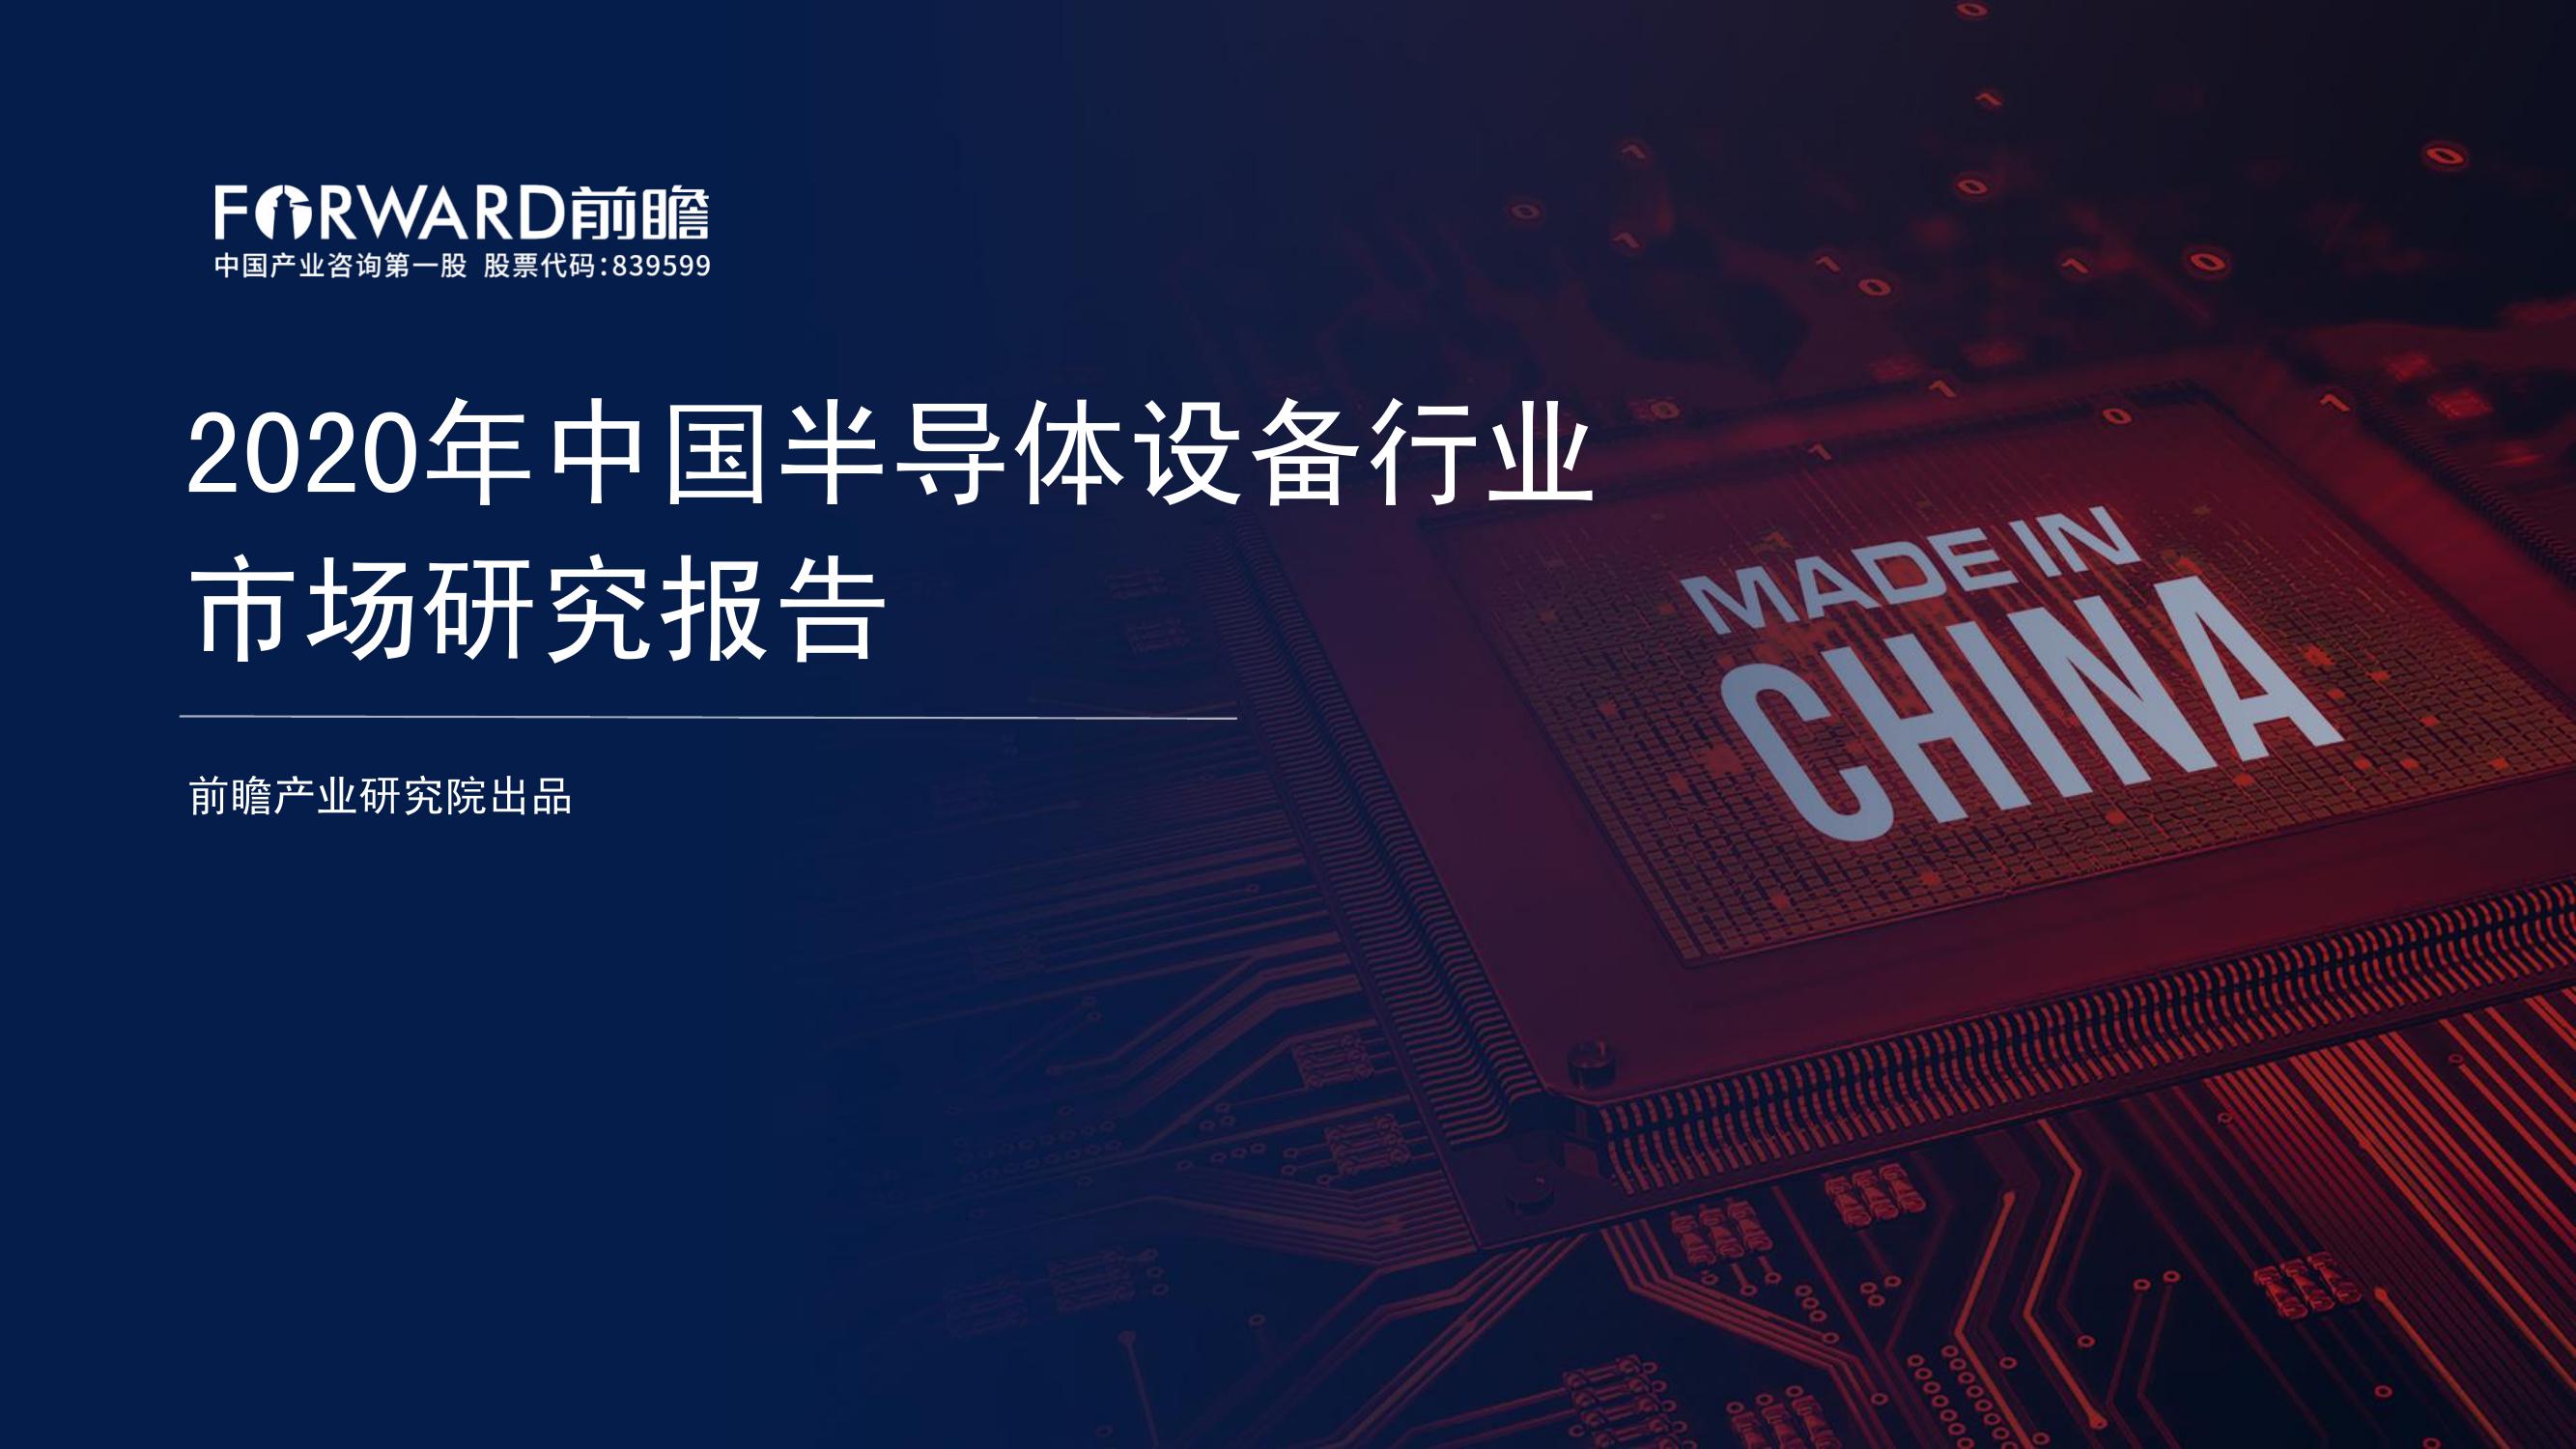 FORWARD前瞻
中国产业咨询第一股 股票代码:839599
2020年中国半导体设备行业
市场研究报告
前瞻产业研究院出品
MADE IN
CHINA